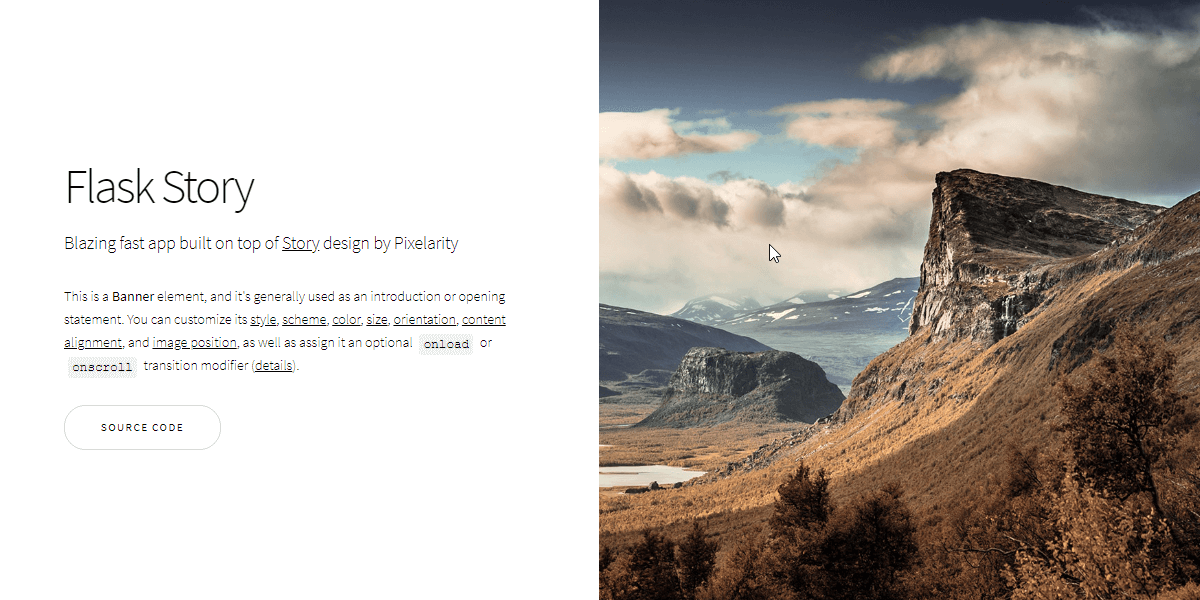 Flask Story
Blazing fast app built on top of Story design by Pixelarity
This is a Banner element, and it's generally used as an introduction or opening
statement. You can customize its style, scheme, color, size, orientation, content
alignment, and image position, as well as assign it an optional onload or
onscroll transition modifier (details).
SOURCE CODE